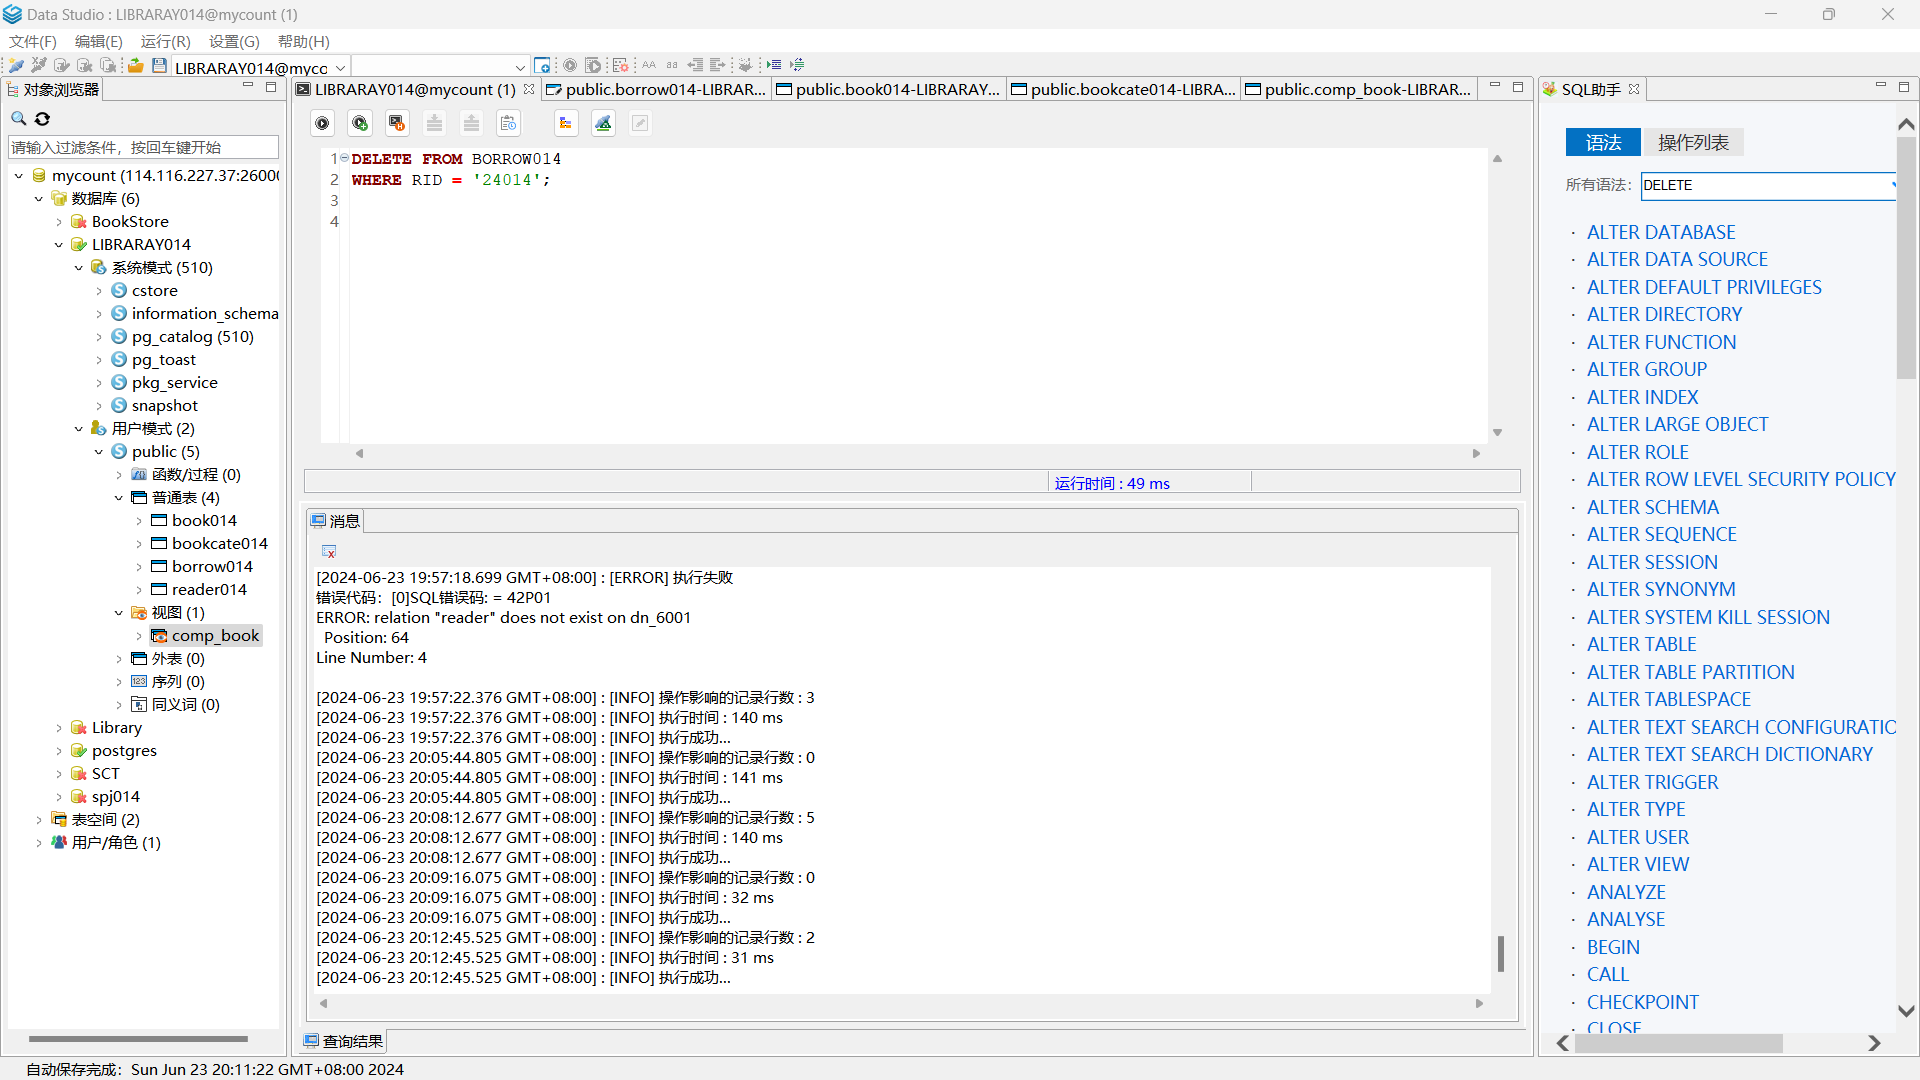 Data Studio : LIBRARAY014@mycount (1)
文件(F) 编辑(E) 运行(R) 设置(G) 帮助(H)
LIBRARAY014@myco
对象浏览器
请输入过滤条件，按回车键开始
mycount (114.116.227.37:2600
数据库 (6)
BookStore
LIBRARAY014
系统模式 (510)
cstore
information_schema
pg_catalog (510)
pg_toast
pkg_service
snapshot
用户模式 (2)
public (5)
函数/过程 (0)
普通表 (4)
book014
bookcate014
borrow014
reader014
视图 (1)
comp_book
外表 (0)
序列 (0)
同义词 (0)
Library
postgres
SCT
spj014
表空间 (2)
用户/角色 (1)
LIBRARAY014@mycount (1) public.borrow014-LIBRAR... public.book014-LIBRARAY... public.bookcate014-LIBRA... public.comp_book-LIBRAR...
1 DELETE FROM BORROW014
2 WHERE RID = '24014';
3
4
运行时间 : 49 ms
消息
[2024-06-23 19:57:18.699 GMT+08:00] : [ERROR] 执行失败
错误代码：[0]SQL错误码: = 42P01
ERROR: relation "reader" does not exist on dn_6001
Position: 64
Line Number: 4
[2024-06-23 19:57:22.376 GMT+08:00] : [INFO] 操作影响的记录行数 : 3
[2024-06-23 19:57:22.376 GMT+08:00] : [INFO] 执行时间 : 140 ms
[2024-06-23 19:57:22.376 GMT+08:00] : [INFO] 执行成功...
[2024-06-23 20:05:44.805 GMT+08:00] : [INFO] 操作影响的记录行数 : 0
[2024-06-23 20:05:44.805 GMT+08:00] : [INFO] 执行时间 : 141 ms
[2024-06-23 20:05:44.805 GMT+08:00] : [INFO] 执行成功...
[2024-06-23 20:08:12.677 GMT+08:00] : [INFO] 操作影响的记录行数 : 5
[2024-06-23 20:08:12.677 GMT+08:00] : [INFO] 执行时间 : 140 ms
[2024-06-23 20:08:12.677 GMT+08:00] : [INFO] 执行成功...
[2024-06-23 20:09:16.075 GMT+08:00] : [INFO] 操作影响的记录行数 : 0
[2024-06-23 20:09:16.075 GMT+08:00] : [INFO] 执行时间 : 32 ms
[2024-06-23 20:09:16.075 GMT+08:00] : [INFO] 执行成功...
[2024-06-23 20:12:45.525 GMT+08:00] : [INFO] 操作影响的记录行数 : 2
[2024-06-23 20:12:45.525 GMT+08:00] : [INFO] 执行时间 : 31 ms
[2024-06-23 20:12:45.525 GMT+08:00] : [INFO] 执行成功...
查询结果
SQL助手
语法 操作列表
所有语法: DELETE
· ALTER DATABASE
· ALTER DATA SOURCE
· ALTER DEFAULT PRIVILEGES
· ALTER DIRECTORY
· ALTER FUNCTION
· ALTER GROUP
· ALTER INDEX
· ALTER LARGE OBJECT
· ALTER ROLE
· ALTER ROW LEVEL SECURITY POLICY
· ALTER SCHEMA
· ALTER SEQUENCE
· ALTER SESSION
· ALTER SYNONYM
· ALTER SYSTEM KILL SESSION
· ALTER TABLE
· ALTER TABLE PARTITION
· ALTER TABLESPACE
· ALTER TEXT SEARCH CONFIGURATIO
· ALTER TEXT SEARCH DICTIONARY
· ALTER TRIGGER
· ALTER TYPE
· ALTER USER
· ALTER VIEW
· ANALYZE
· ANALYSE
· BEGIN
· CALL
· CHECKPOINT
· CLOSE
自动保存完成：Sun Jun 23 20:11:22 GMT+08:00 2024